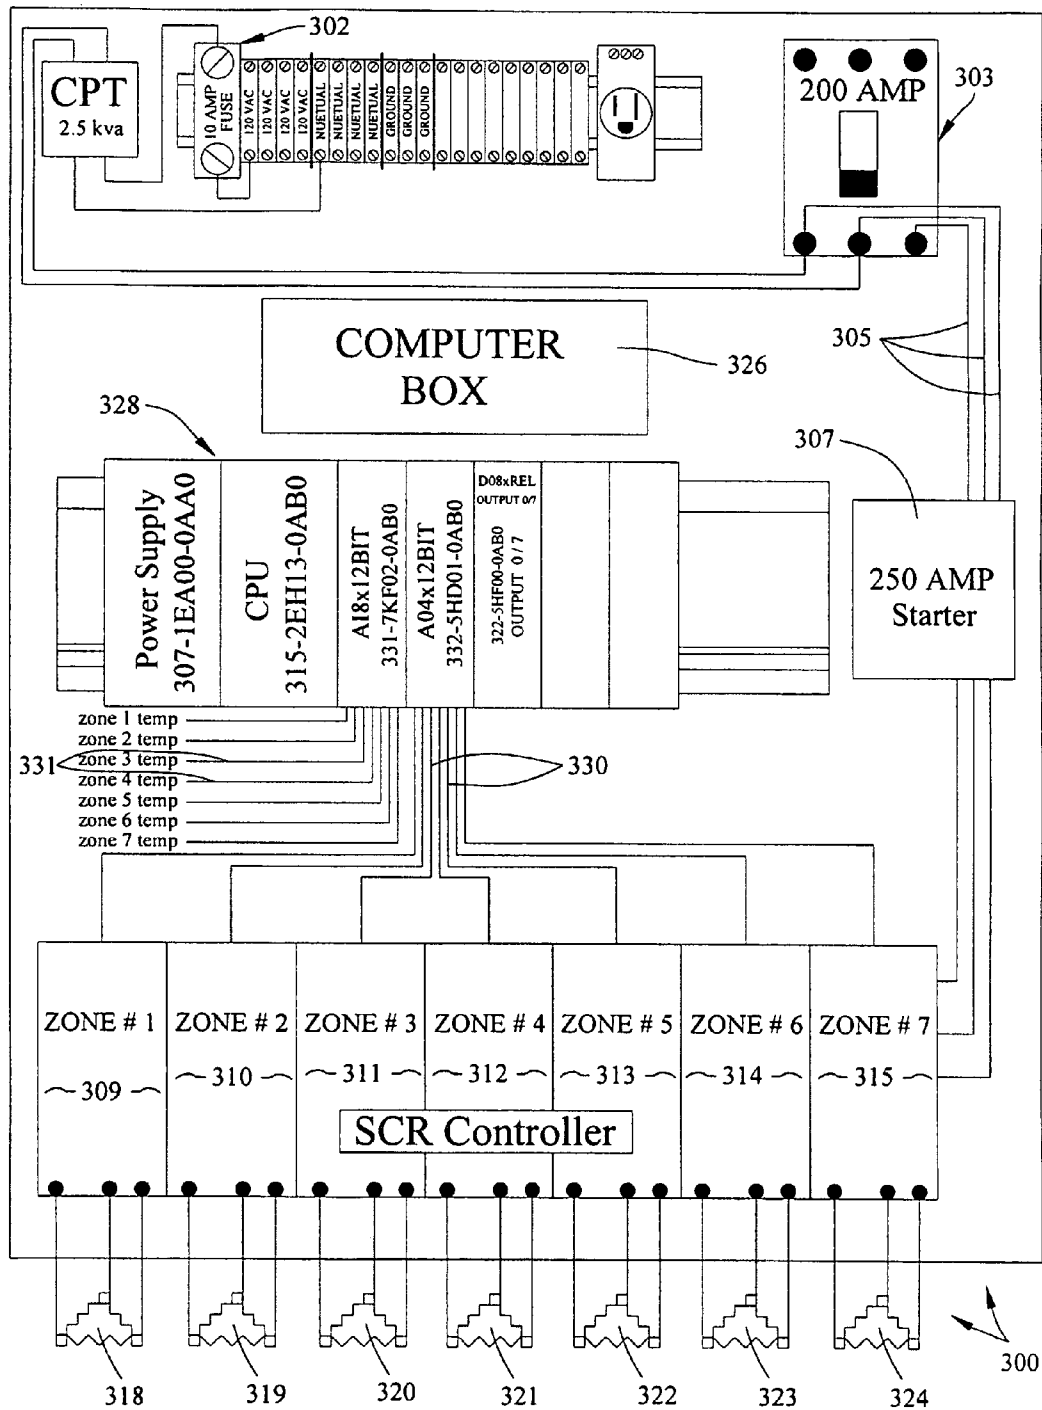 302
CPT
2.5 kva
10 AMP
FUSE
120 VAC
120 VAC
120 VAC
120 VAC
NUETUAL
NUETUAL
NUETUAL
NUETUAL
GROUND
GROUND
GROUND
200 AMP
303
COMPUTER
BOX
326
305
328
307
Power Supply
307-1EA00-0AA0
CPU
315-2EH13-0AB0
AI8x12BIT
331-7KF02-0AB0
A04x12BIT
332-5HD01-0AB0
D08xREL
OUTPUT 0/7
322-5HF00-0AB0
OUTPUT 0 / 7
250 AMP
Starter
zone 1 temp
zone 2 temp
zone 3 temp
zone 4 temp
zone 5 temp
zone 6 temp
zone 7 temp
331
330
ZONE # 1
ZONE # 2
ZONE # 3
ZONE # 4
ZONE # 5
ZONE # 6
ZONE # 7
309
310
311
312
313
314
315
SCR Controller
318
319
320
321
322
323
324
300